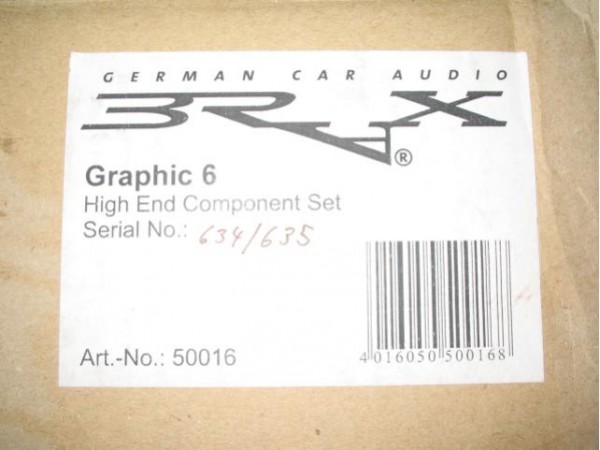 GERMAN CAR AUDIO
BRAX®
Graphic 6
High End Component Set
Serial No.: 634/635
Art.-No.: 50016
4 016050 500168